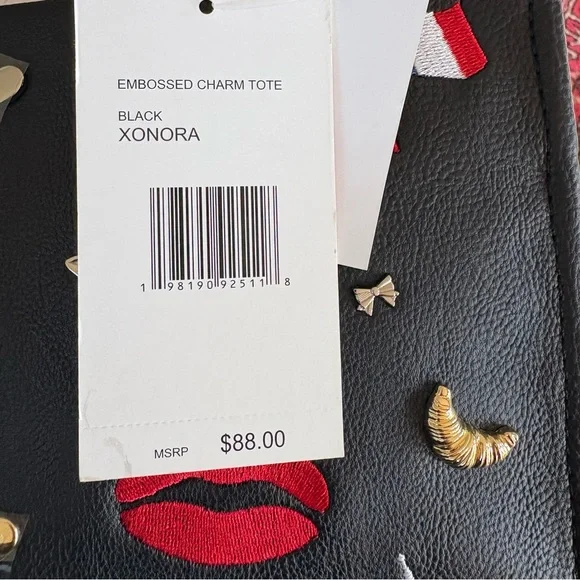 EMBOSSED CHARM TOTE
BLACK
XONORA
1 98190 92511 8
MSRP $88.00